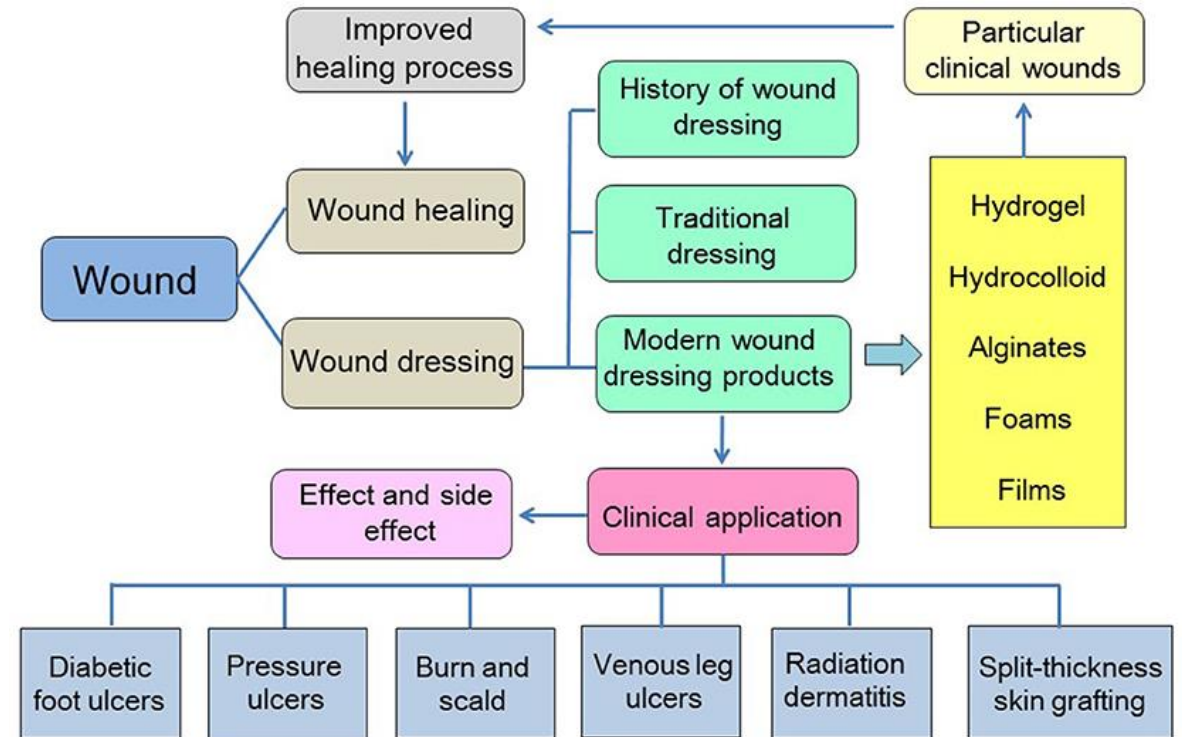 Improved
healing process
Particular
clinical wounds
History of wound
dressing
Wound healing
Traditional
dressing
Wound
Wound dressing
Modern wound
dressing products
Hydrogel
Hydrocolloid
Alginates
Foams
Films
Effect and side
effect
Clinical application
Diabetic
foot ulcers
Pressure
ulcers
Burn and
scald
Venous leg
ulcers
Radiation
dermatitis
Split-thickness
skin grafting